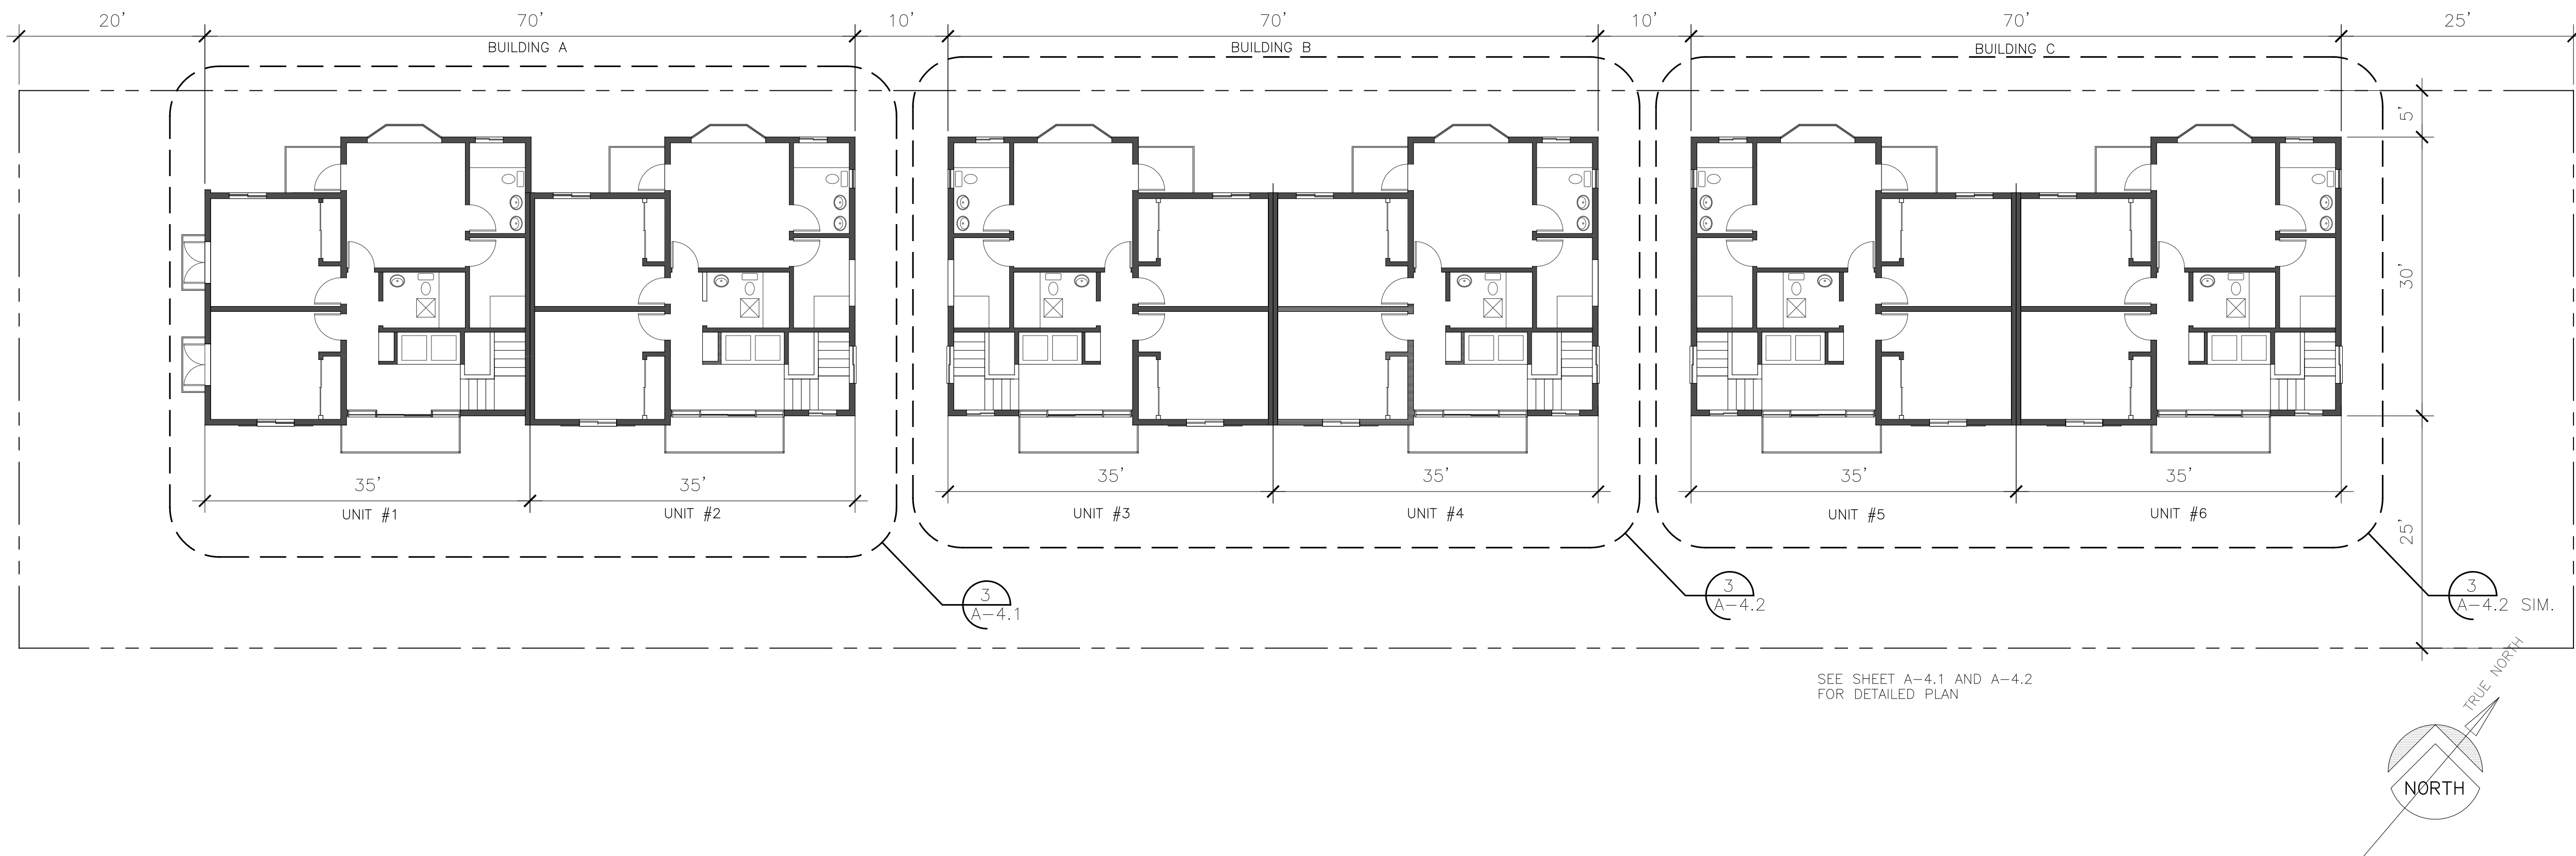 20' 70' 10' 70' 10' 70' 25'
BUILDING A BUILDING B BUILDING C
5'
30'
35' 35' 35' 35' 35' 35'
UNIT #1 UNIT #2 UNIT #3 UNIT #4 UNIT #5 UNIT #6
25'
3
A-4.1
3
A-4.2
3
A-4.2 SIM.
SEE SHEET A-4.1 AND A-4.2
FOR DETAILED PLAN
TRUE NORTH
NORTH